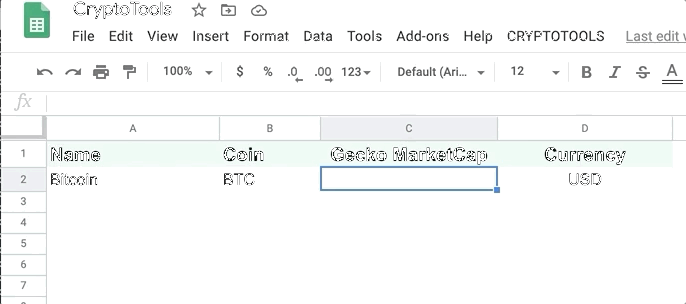 CryptoTools
File Edit View Insert Format Data Tools Add-ons Help CRYPTOTOOLS Last edit
100% $ % .0 .00 123 Default (Ari... 12 B I S A
fx
A B C D
1 Name Coin Gecko MarketCap Currency
2 Bitcoin BTC USD
3
4
5
6
7